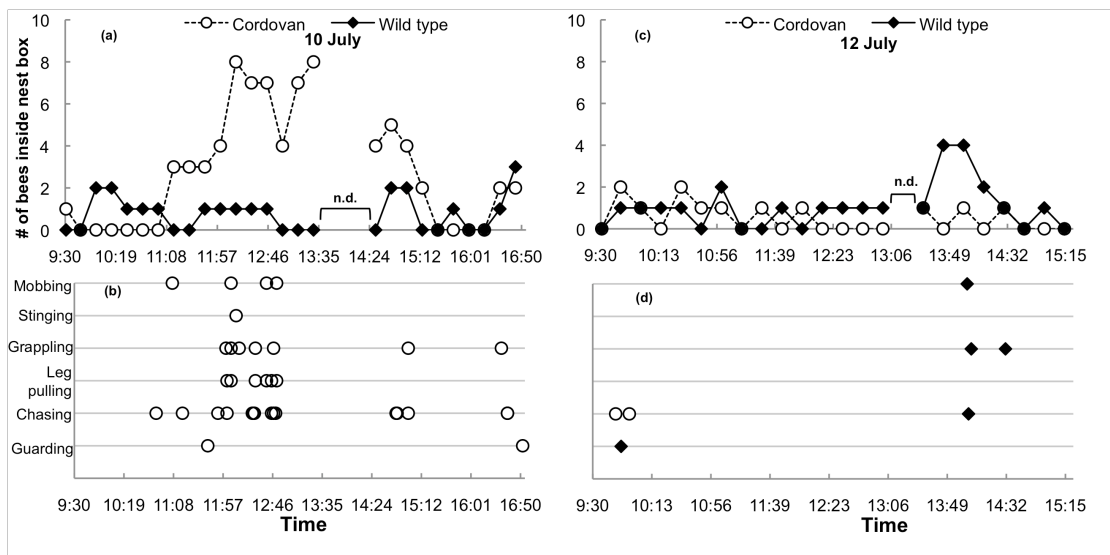 Cordovan Wild type
(a) 10 July
# of bees inside nest box
10
8
6
4
2
0
n.d.
9:30 10:19 11:08 11:57 12:46 13:35 14:24 15:12 16:01 16:50
Cordovan Wild type
(c) 12 July
10
8
6
4
2
0
n.d.
9:30 10:13 10:56 11:39 12:23 13:06 13:49 14:32 15:15
(b)
Mobbing
Stinging
Grappling
Leg
pulling
Chasing
Guarding
9:30 10:19 11:08 11:57 12:46 13:35 14:24 15:12 16:01 16:50
Time
(d)
9:30 10:13 10:56 11:39 12:23 13:06 13:49 14:32 15:15
Time